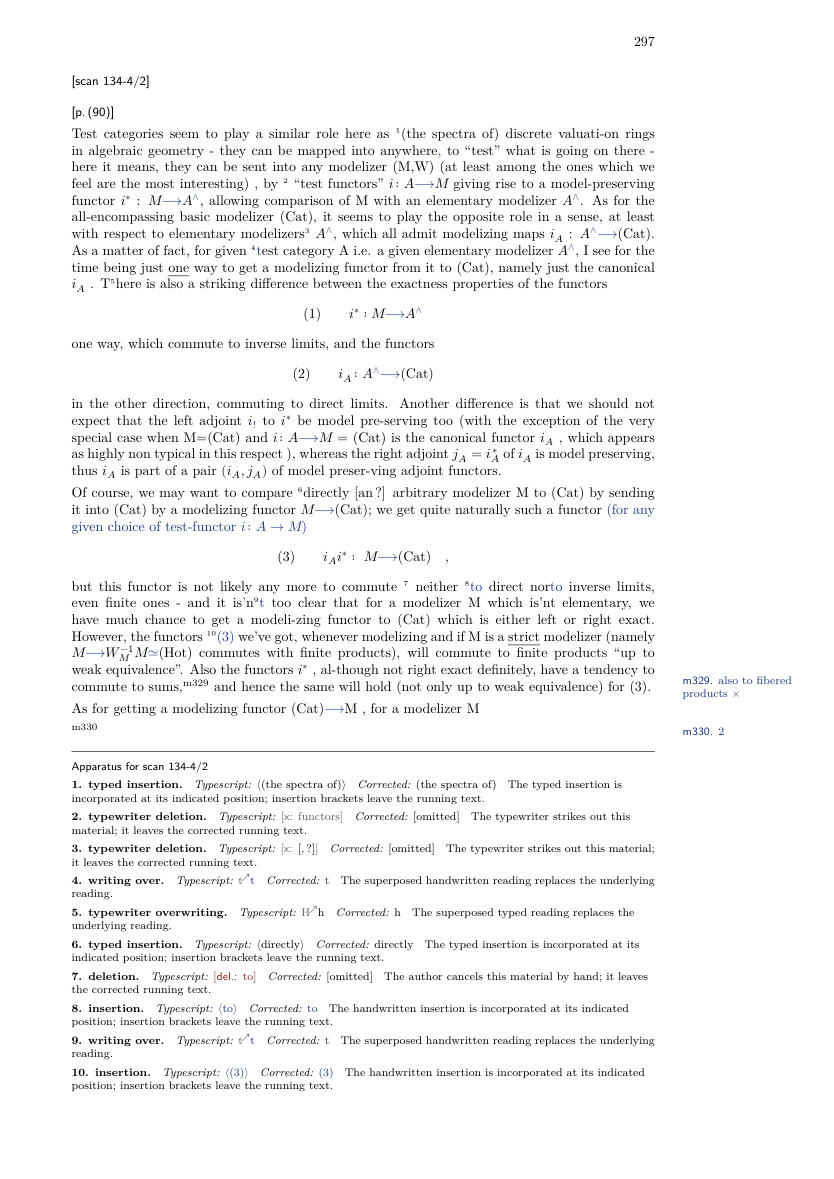 297
[scan 134-4/2]
[p. (90)]
Test categories seem to play a similar role here as ¹(the spectra of) discrete valuati-on rings
in algebraic geometry - they can be mapped into anywhere, to “test” what is going on there -
here it means, they can be sent into any modelizer (M,W) (at least among the ones which we
feel are the most interesting) , by ² “test functors” i: A⟶M giving rise to a model-preserving
functor i* : M⟶A^, allowing comparison of M with an elementary modelizer A^. As for the
all-encompassing basic modelizer (Cat), it seems to play the opposite role in a sense, at least
with respect to elementary modelizers³ A^, which all admit modelizing maps i_A : A^⟶(Cat).
As a matter of fact, for given ⁴test category A i.e. a given elementary modelizer A^, I see for the
time being just one way to get a modelizing functor from it to (Cat), namely just the canonical
i_A . T⁵here is also a striking difference between the exactness properties of the functors
(1) i* : M⟶A^
one way, which commute to inverse limits, and the functors
(2) i_A : A^⟶(Cat)
in the other direction, commuting to direct limits. Another difference is that we should not
expect that the left adjoint i_! to i* be model pre-serving too (with the exception of the very
special case when M=(Cat) and i: A⟶M = (Cat) is the canonical functor i_A , which appears
as highly non typical in this respect ), whereas the right adjoint j_A = i*_A of i_A is model preserving,
thus i_A is part of a pair (i_A, j_A) of model preser-ving adjoint functors.
Of course, we may want to compare ⁶directly [an ?] arbitrary modelizer M to (Cat) by sending
it into (Cat) by a modelizing functor M⟶(Cat); we get quite naturally such a functor (for any
given choice of test-functor i: A → M)
(3) i_A i* : M⟶(Cat) ,
but this functor is not likely any more to commute ⁷ neither ⁸to direct norto inverse limits,
even finite ones - and it is'n⁹t too clear that for a modelizer M which is'nt elementary, we
have much chance to get a modeli-zing functor to (Cat) which is either left or right exact.
However, the functors ¹⁰(3) we've got, whenever modelizing and if M is a strict modelizer (namely
M⟶W_M^{-1}M≃(Hot) commutes with finite products), will commute to finite products “up to
weak equivalence”. Also the functors i* , al-though not right exact definitely, have a tendency to
commute to sums,ᵐ³²⁹ and hence the same will hold (not only up to weak equivalence) for (3).
m329. also to fibered
products ×
As for getting a modelizing functor (Cat)⟶M , for a modelizer M
m330
m330. 2
Apparatus for scan 134-4/2
1. typed insertion. Typescript: ⟨(the spectra of)⟩ Corrected: (the spectra of) The typed insertion is
incorporated at its indicated position; insertion brackets leave the running text.
2. typewriter deletion. Typescript: [x: functors] Corrected: [omitted] The typewriter strikes out this
material; it leaves the corrected running text.
3. typewriter deletion. Typescript: [x: [, ?]] Corrected: [omitted] The typewriter strikes out this material;
it leaves the corrected running text.
4. writing over. Typescript: t↗t Corrected: t The superposed handwritten reading replaces the underlying
reading.
5. typewriter overwriting. Typescript: H↗h Corrected: h The superposed typed reading replaces the
underlying reading.
6. typed insertion. Typescript: ⟨directly⟩ Corrected: directly The typed insertion is incorporated at its
indicated position; insertion brackets leave the running text.
7. deletion. Typescript: [del.: to] Corrected: [omitted] The author cancels this material by hand; it leaves
the corrected running text.
8. insertion. Typescript: ⟨to⟩ Corrected: to The handwritten insertion is incorporated at its indicated
position; insertion brackets leave the running text.
9. writing over. Typescript: t↗t Corrected: t The superposed handwritten reading replaces the underlying
reading.
10. insertion. Typescript: ⟨(3)⟩ Corrected: (3) The handwritten insertion is incorporated at its indicated
position; insertion brackets leave the running text.